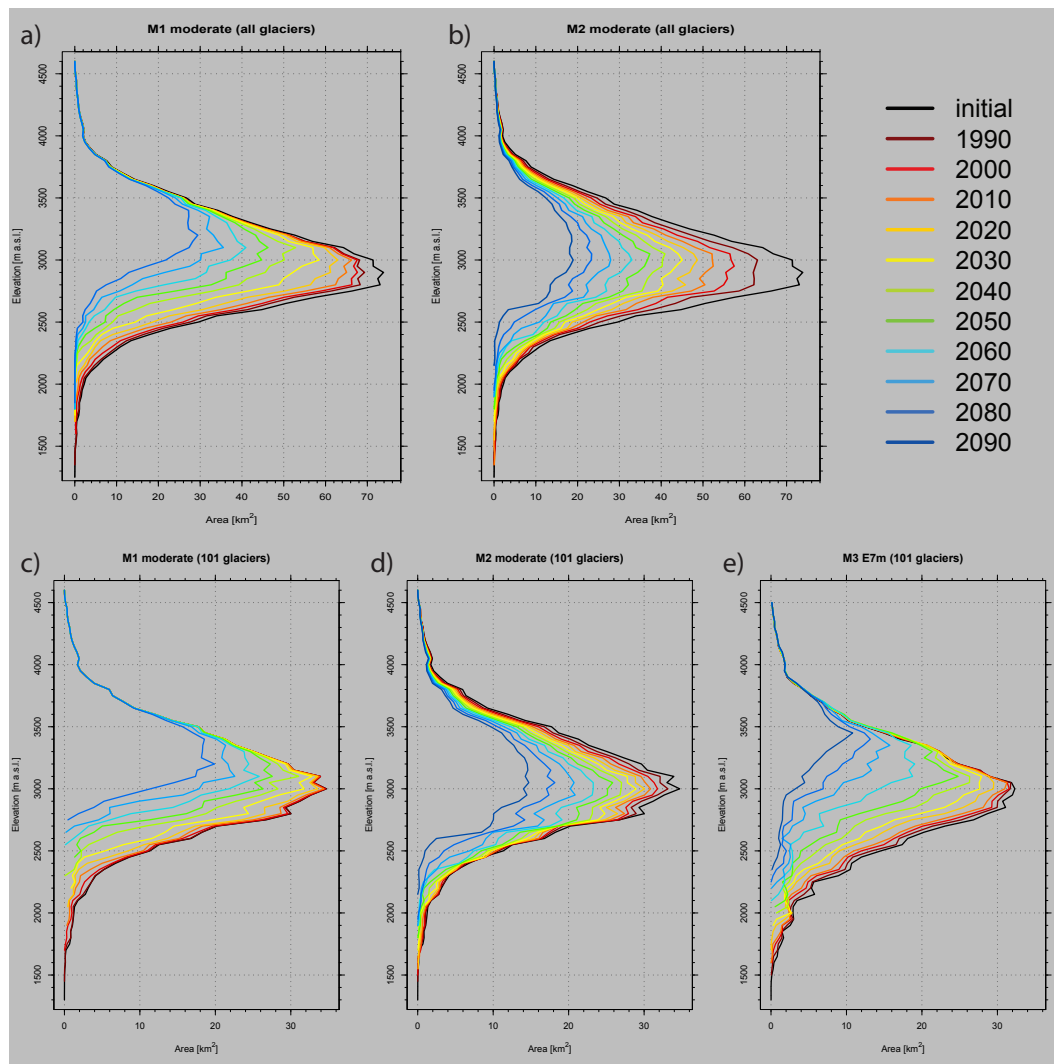 a)
M1 moderate (all glaciers)
4500
4000
3500
3000
2500
2000
1500
Elevation [m a.s.l.]
0 10 20 30 40 50 60 70
Area [km²]
b)
M2 moderate (all glaciers)
4500
4000
3500
3000
2500
2000
1500
Elevation [m a.s.l.]
0 10 20 30 40 50 60 70
Area [km²]
initial
1990
2000
2010
2020
2030
2040
2050
2060
2070
2080
2090
c)
M1 moderate (101 glaciers)
4500
4000
3500
3000
2500
2000
1500
Elevation [m a.s.l.]
0 10 20 30
Area [km²]
d)
M2 moderate (101 glaciers)
4500
4000
3500
3000
2500
2000
1500
Elevation [m a.s.l.]
0 10 20 30
Area [km²]
e)
M3 E7m (101 glaciers)
4500
4000
3500
3000
2500
2000
1500
Elevation [m a.s.l.]
0 10 20 30
Area [km²]